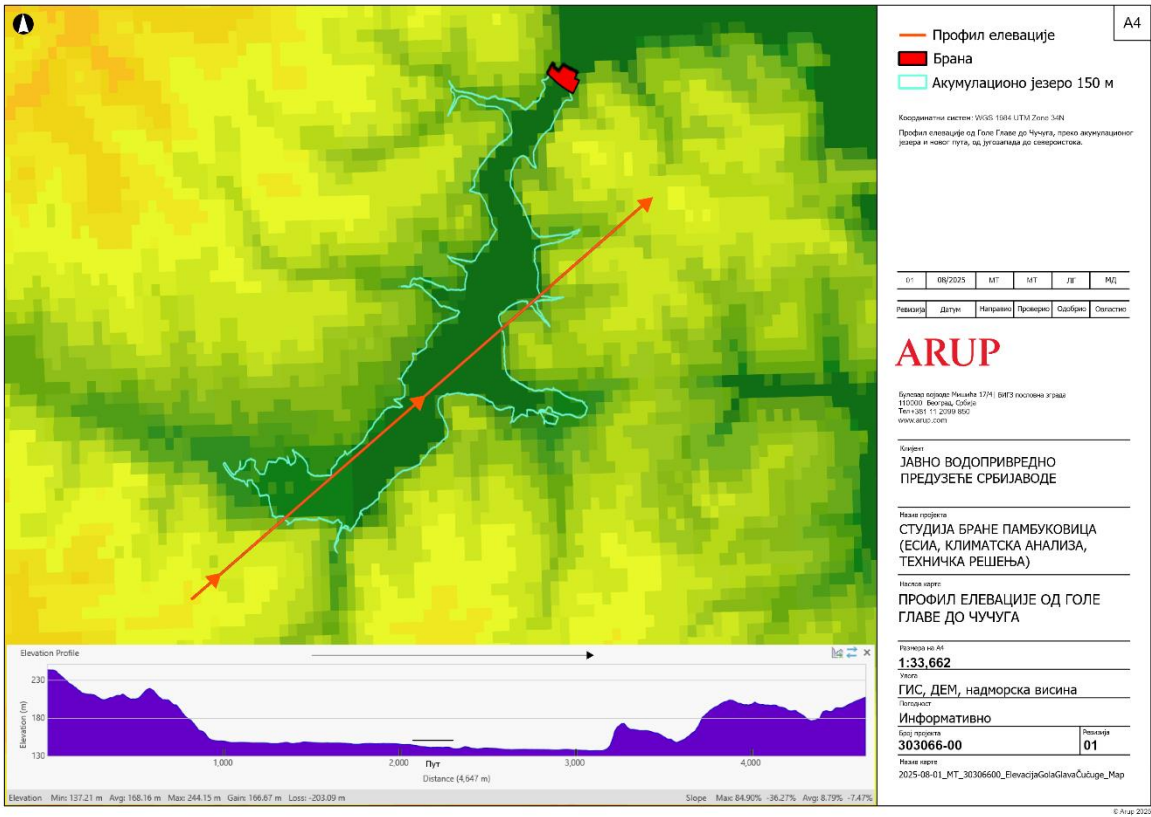 A4
Профил елевације
Брана
Акумулационо језеро 150 м
Координатни систем: WGS 1984 UTM Zone 34N
Профил елевације од Голе Главе до Чучуга, преко акумулационог
језера и новог пута, од југозапада до североистока.
01 08/2025 МТ МТ ЛГ МД
Ревизија Датум Направио Проверио Одобрио Овластио
ARUP
Булевар војводе Мишића 17/4 | БИГЗ пословна зграда
110000 Београд, Србија
Тел+381 11 2099 850
www.arup.com
Клијент
ЈАВНО ВОДОПРИВРЕДНО
ПРЕДУЗЕЋЕ СРБИЈАВОДЕ
Назив пројекта
СТУДИЈА БРАНЕ ПАМБУКОВИЦА
(ЕСИА, КЛИМАТСКА АНАЛИЗА,
ТЕХНИЧКА РЕШЕЊА)
Наслов карте
ПРОФИЛ ЕЛЕВАЦИЈЕ ОД ГОЛЕ
ГЛАВЕ ДО ЧУЧУГА
Размера на А4
1:33,662
Улога
ГИС, ДЕМ, надморска висина
Погодност
Информативно
Број пројекта Ревизија
303066-00 01
Назив карте
2025-08-01_MT_30306600_ElevacijaGolaGlavaČučuge_Map
© Arup 2025
Elevation Profile
Elevation (m)
230
180
130
1,000 2,000 Пут 3,000 4,000
Distance (4,647 m)
Elevation Min: 137.21 m Avg: 168.16 m Max: 244.15 m Gain: 166.67 m Loss: -203.09 m
Slope Max: 84.90% -36.27% Avg: 8.79% -7.47%